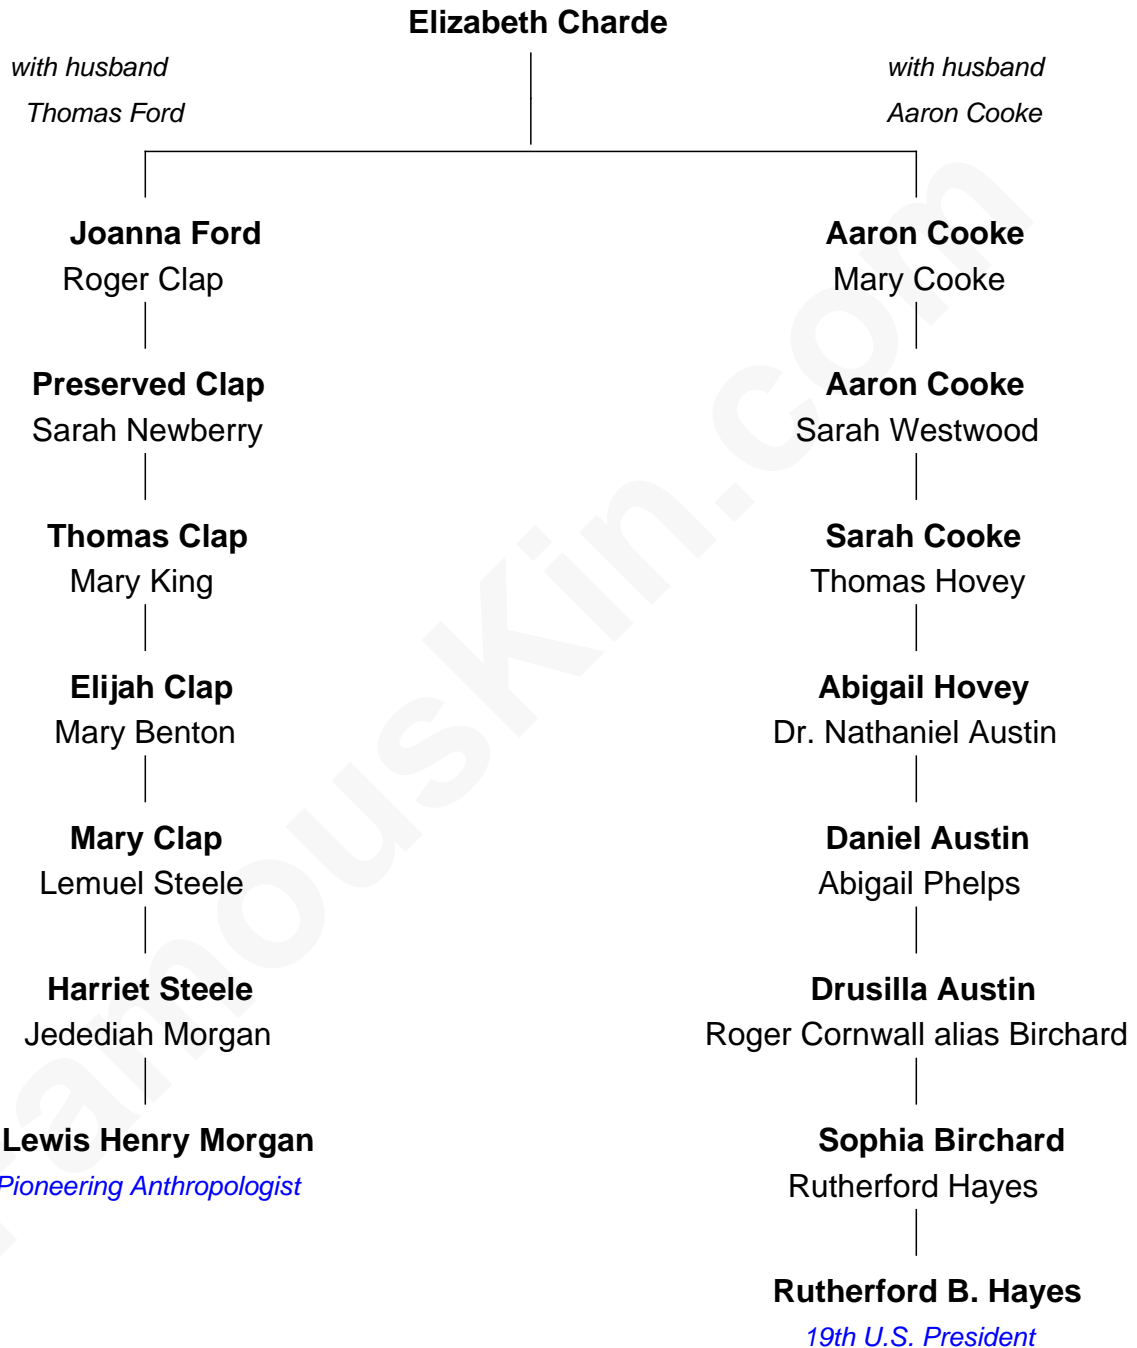 Elizabeth Charde
with husband
Thomas Ford
with husband
Aaron Cooke
Joanna Ford
Roger Clap
Aaron Cooke
Mary Cooke
Preserved Clap
Sarah Newberry
Aaron Cooke
Sarah Westwood
Thomas Clap
Mary King
Sarah Cooke
Thomas Hovey
Elijah Clap
Mary Benton
Abigail Hovey
Dr. Nathaniel Austin
Mary Clap
Lemuel Steele
Daniel Austin
Abigail Phelps
Harriet Steele
Jedediah Morgan
Drusilla Austin
Roger Cornwall alias Birchard
Lewis Henry Morgan
Pioneering Anthropologist
Sophia Birchard
Rutherford Hayes
Rutherford B. Hayes
19th U.S. President
FamousKin.com